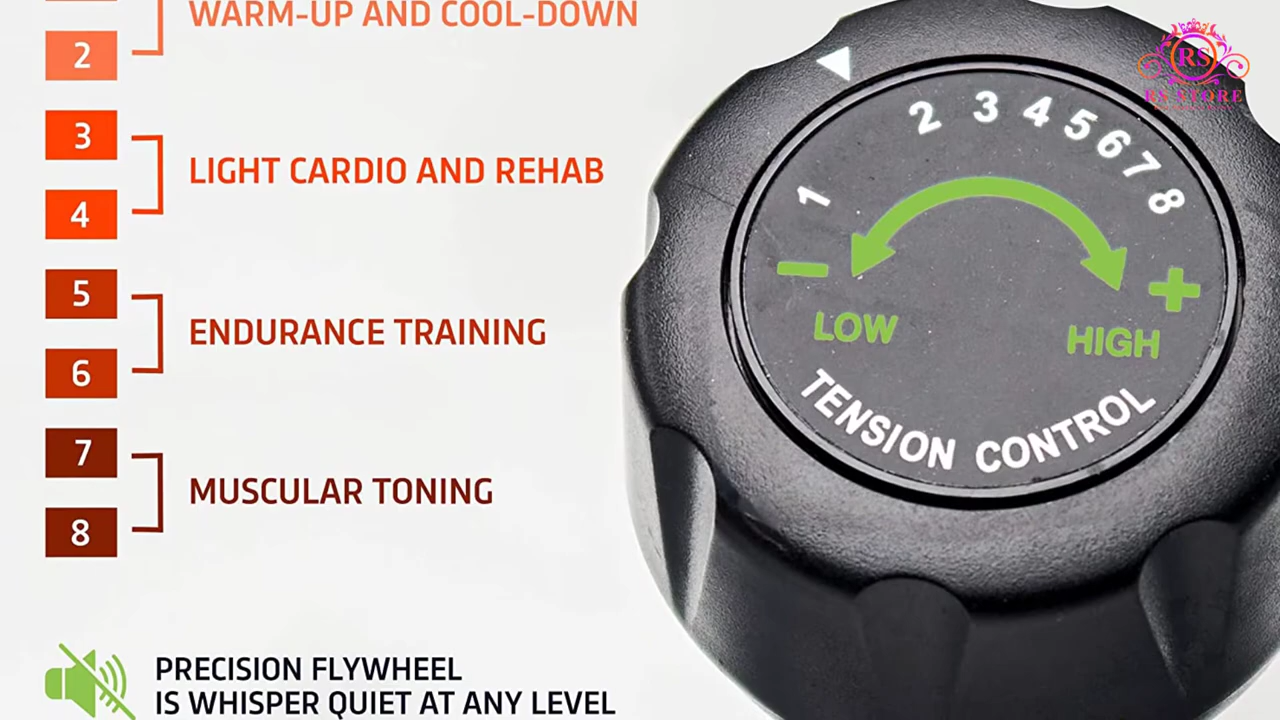 WARM-UP AND COOL-DOWN
2
3
LIGHT CARDIO AND REHAB
4
5
ENDURANCE TRAINING
6
7
MUSCULAR TONING
8
PRECISION FLYWHEEL
IS WHISPER QUIET AT ANY LEVEL
1 2 3 4 5 6 7 8
LOW
HIGH
TENSION CONTROL
RS
RS STORE